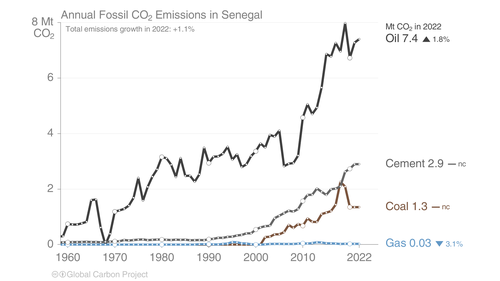 Annual Fossil CO₂ Emissions in Senegal
8 Mt
CO₂
Total emissions growth in 2022: +1.1%
Mt CO₂ in 2022
Oil 7.4 ▲ 1.8%
6
4
Cement 2.9 — nc
2
Coal 1.3 — nc
0
Gas 0.03 ▼ 3.1%
1960 1970 1980 1990 2000 2010 2022
Global Carbon Project